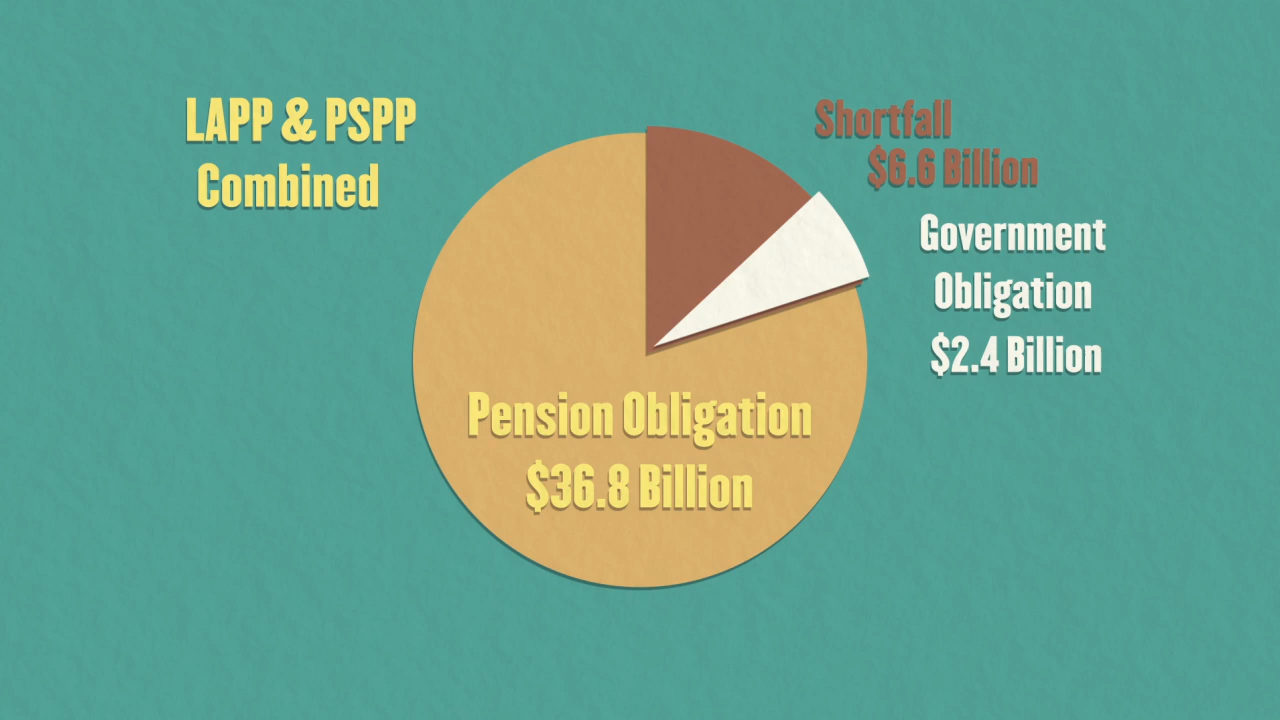 LAPP & PSPP
Combined
Shortfall
$6.6 Billion
Government
Obligation
$2.4 Billion
Pension Obligation
$36.8 Billion